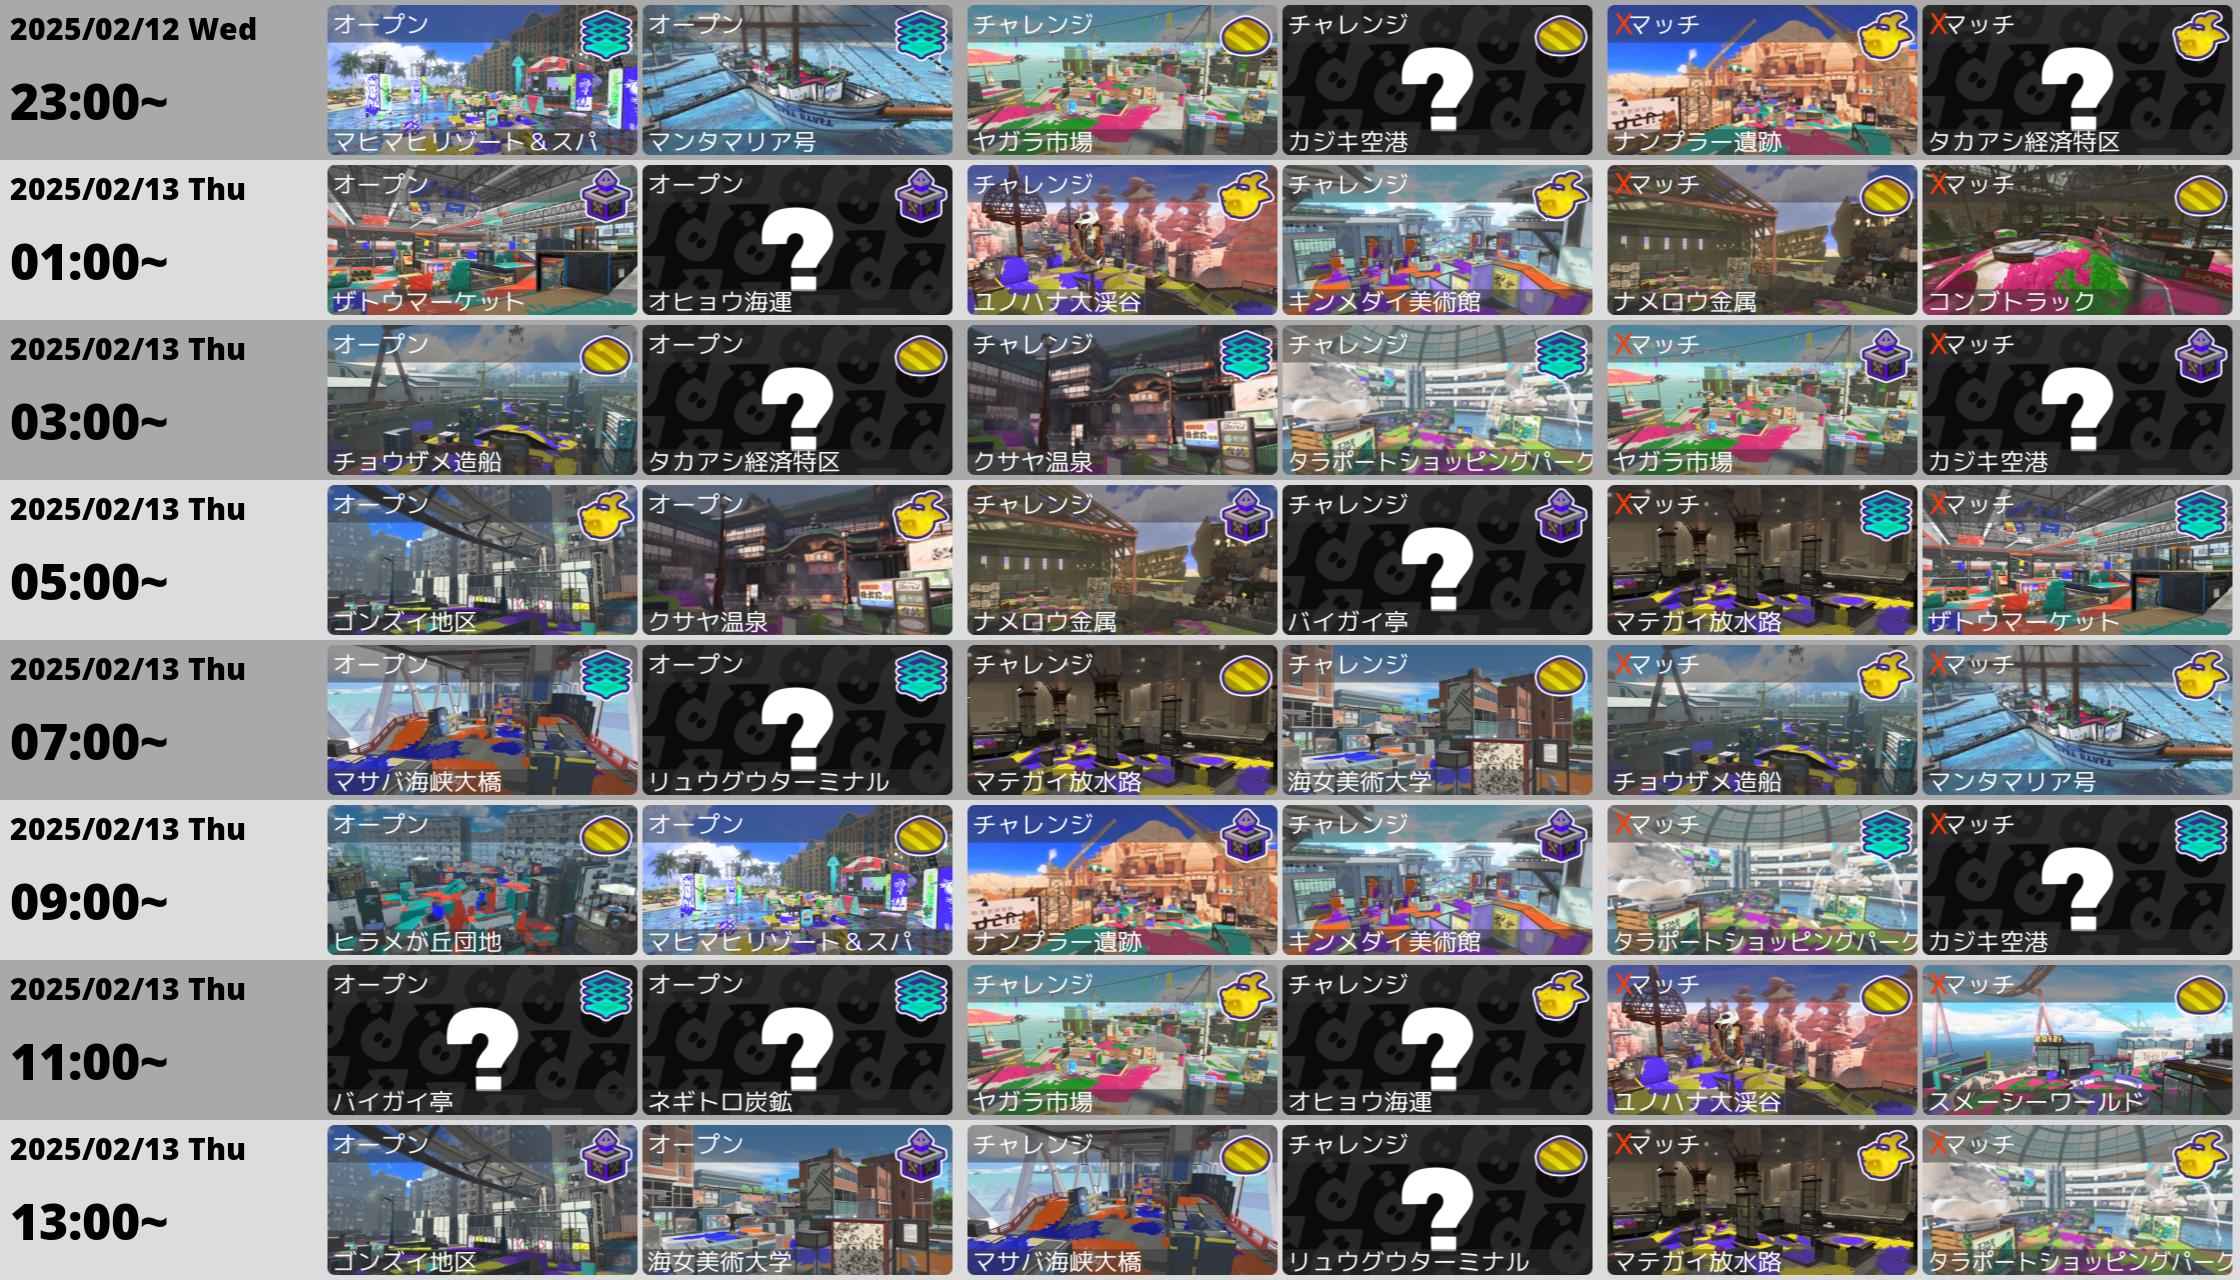 2025/02/12 Wed
23:00~
オープン
マヒマヒリゾート＆スパ
オープン
マンタマリア号
チャレンジ
ヤガラ市場
チャレンジ
カジキ空港
Xマッチ
ナンプラー遺跡
Xマッチ
タカアシ経済特区
2025/02/13 Thu
01:00~
オープン
ザトウマーケット
オープン
オヒョウ海運
チャレンジ
ユノハナ大渓谷
チャレンジ
キンメダイ美術館
Xマッチ
ナメロウ金属
Xマッチ
コンブトラック
2025/02/13 Thu
03:00~
オープン
チョウザメ造船
オープン
タカアシ経済特区
チャレンジ
クサヤ温泉
チャレンジ
タラポートショッピングパーク
Xマッチ
ヤガラ市場
Xマッチ
カジキ空港
2025/02/13 Thu
05:00~
オープン
ゴンズイ地区
オープン
クサヤ温泉
チャレンジ
ナメロウ金属
チャレンジ
バイガイ亭
Xマッチ
マテガイ放水路
Xマッチ
ザトウマーケット
2025/02/13 Thu
07:00~
オープン
マサバ海峡大橋
オープン
リュウグウターミナル
チャレンジ
マテガイ放水路
チャレンジ
海女美術大学
Xマッチ
チョウザメ造船
Xマッチ
マンタマリア号
2025/02/13 Thu
09:00~
オープン
ヒラメが丘団地
オープン
マヒマヒリゾート＆スパ
チャレンジ
ナンプラー遺跡
チャレンジ
キンメダイ美術館
Xマッチ
タラポートショッピングパーク
Xマッチ
カジキ空港
2025/02/13 Thu
11:00~
オープン
バイガイ亭
オープン
ネギトロ炭鉱
チャレンジ
ヤガラ市場
チャレンジ
オヒョウ海運
Xマッチ
ユノハナ大渓谷
Xマッチ
スメーシーワールド
2025/02/13 Thu
13:00~
オープン
ゴンズイ地区
オープン
海女美術大学
チャレンジ
マサバ海峡大橋
チャレンジ
リュウグウターミナル
Xマッチ
マテガイ放水路
Xマッチ
タラポートショッピングパーク